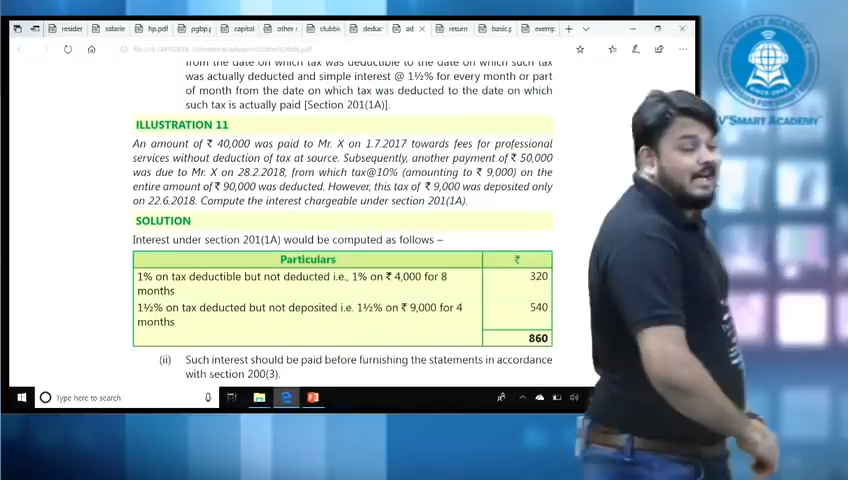 resider
salarie
hp.pdf
pgbp.
capital
other s
clubbii
deduc
ad
return
basic.p
exemp
from the date on which tax was deductible to the date on which such tax
was actually deducted and simple interest @ 1½% for every month or part
of month from the date on which tax was deducted to the date on which
such tax is actually paid [Section 201(1A)].
ILLUSTRATION 11
An amount of ₹ 40,000 was paid to Mr. X on 1.7.2017 towards fees for professional
services without deduction of tax at source. Subsequently, another payment of ₹ 50,000
was due to Mr. X on 28.2.2018, from which tax@10% (amounting to ₹ 9,000) on
the entire amount of ₹ 90,000 was deducted. However, this tax of ₹ 9,000 was deposited only
on 22.6.2018. Compute the interest chargeable under section 201(1A).
SOLUTION
Interest under section 201(1A) would be computed as follows –
Particulars ₹
1% on tax deductible but not deducted i.e., 1% on ₹ 4,000 for 8 320
months
1½% on tax deducted but not deposited i.e. 1½% on ₹ 9,000 for 4 540
months
860
(ii) Such interest should be paid before furnishing the statements in accordance
with section 200(3).
Type here to search
V'SMART ACADEMY
SINCE 2003
V'SMART ACADEMY